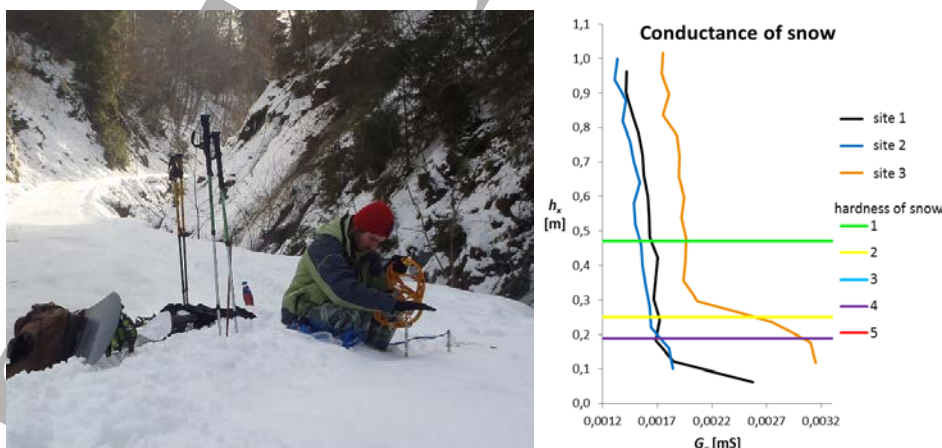 Conductance of snow
1,1
1,0
0,9
0,8
0,7
0,6
hₓ
[m]
0,5
0,4
0,3
0,2
0,1
0,0
0,0012 0,0017 0,0022 0,0027 0,0032
[mS]
site 1
site 2
site 3
hardness of snow
1
2
3
4
5